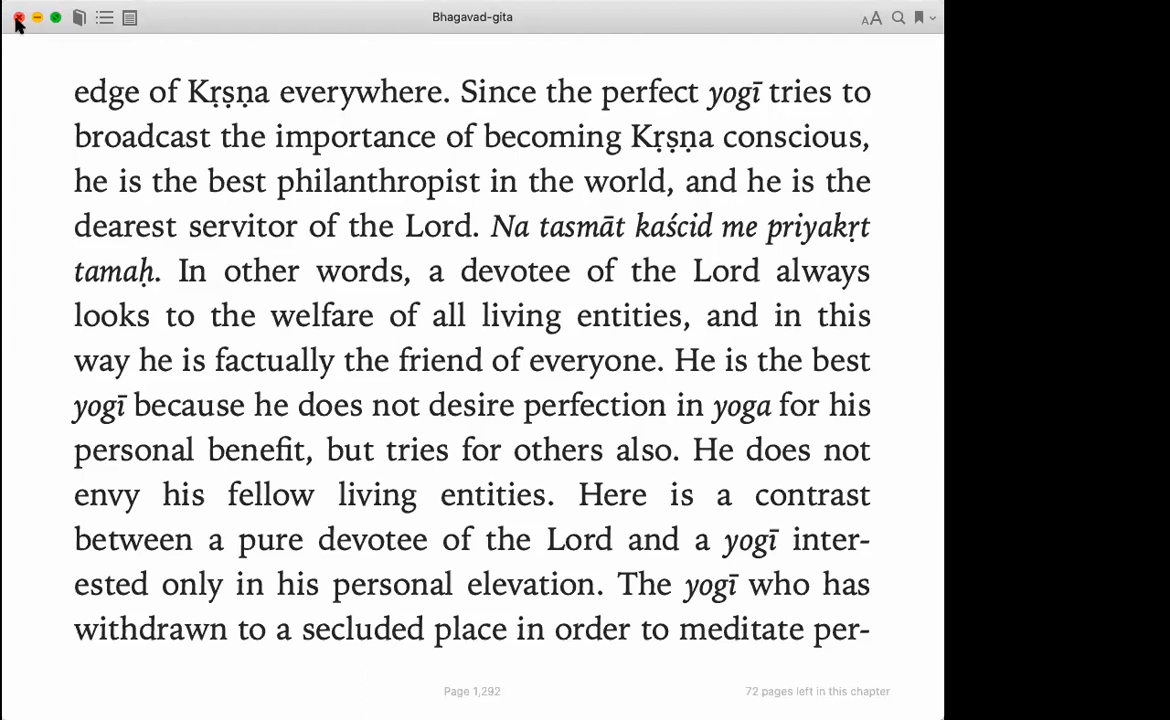 Bhagavad-gita
AA
edge of Kṛṣṇa everywhere. Since the perfect yogī tries to
broadcast the importance of becoming Kṛṣṇa conscious,
he is the best philanthropist in the world, and he is the
dearest servitor of the Lord. Na tasmāt kaścid me priyakṛt
tamaḥ. In other words, a devotee of the Lord always
looks to the welfare of all living entities, and in this
way he is factually the friend of everyone. He is the best
yogī because he does not desire perfection in yoga for his
personal benefit, but tries for others also. He does not
envy his fellow living entities. Here is a contrast
between a pure devotee of the Lord and a yogī inter-
ested only in his personal elevation. The yogī who has
withdrawn to a secluded place in order to meditate per-
Page 1,292
72 pages left in this chapter